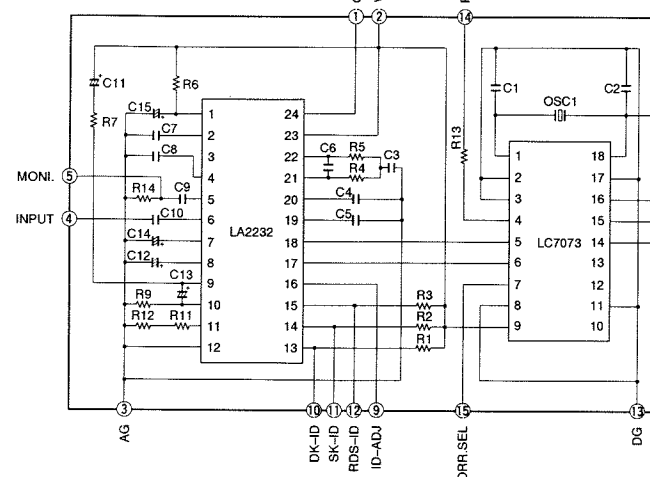 1 2 14
C11
R6
C1
C2
OSC1
R7
C15
C7
C8
R13
MONI. 5
R14
C9
INPUT 4
C10
C14
C12
C13
R9
R12 R11
1 24
2 23
3 22
4 21
5 20
6 19
7 18
8 17
9 16
10 15
11 14
12 13
LA2232
C6 R5 C3
R4
C4
C5
R3
R2
R1
1 18
2 17
3 16
4 15
5 14
6 13
7 12
8 11
9 10
LC7073
3 10 11 12 9 15 13
AG
DK-ID
SK-ID
RDS-ID
ID-ADJ
ORR.SEL
DG